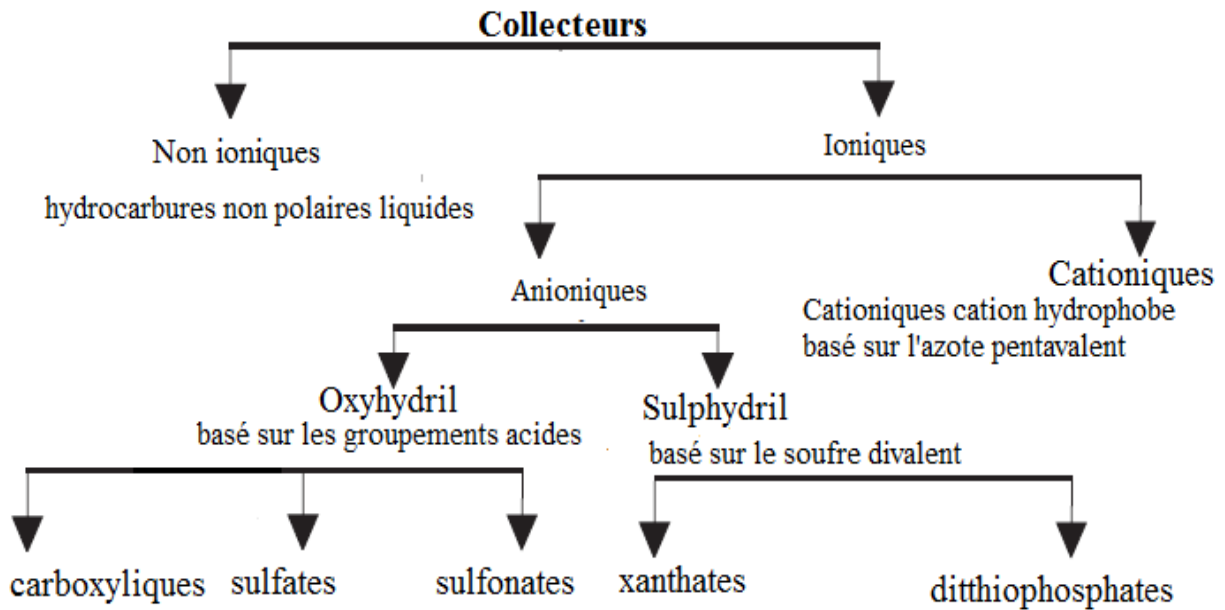 Collecteurs
Non ioniques
Ioniques
hydrocarbures non polaires liquides
Anioniques
Cationiques
Cationiques cation hydrophobe
basé sur l'azote pentavalent
Oxyhydril
basé sur les groupements acides
Sulphydril
basé sur le soufre divalent
carboxyliques
sulfates
sulfonates
xanthates
ditthiophosphates